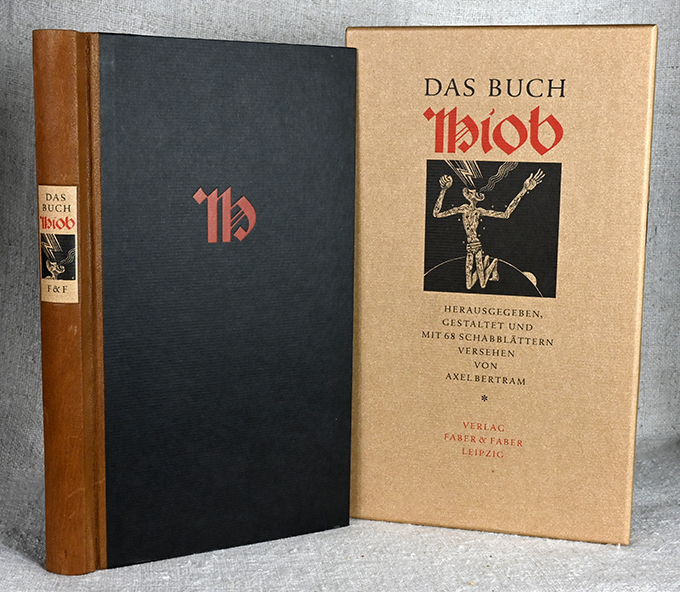 DAS
BUCH
Hiob
F & F
H
DAS BUCH
Hiob
HERAUSGEGEBEN,
GESTALTET UND
MIT 68 SCHABBLÄTTERN
VERSEHEN
VON
AXEL BERTRAM
*
VERLAG
FABER & FABER
LEIPZIG